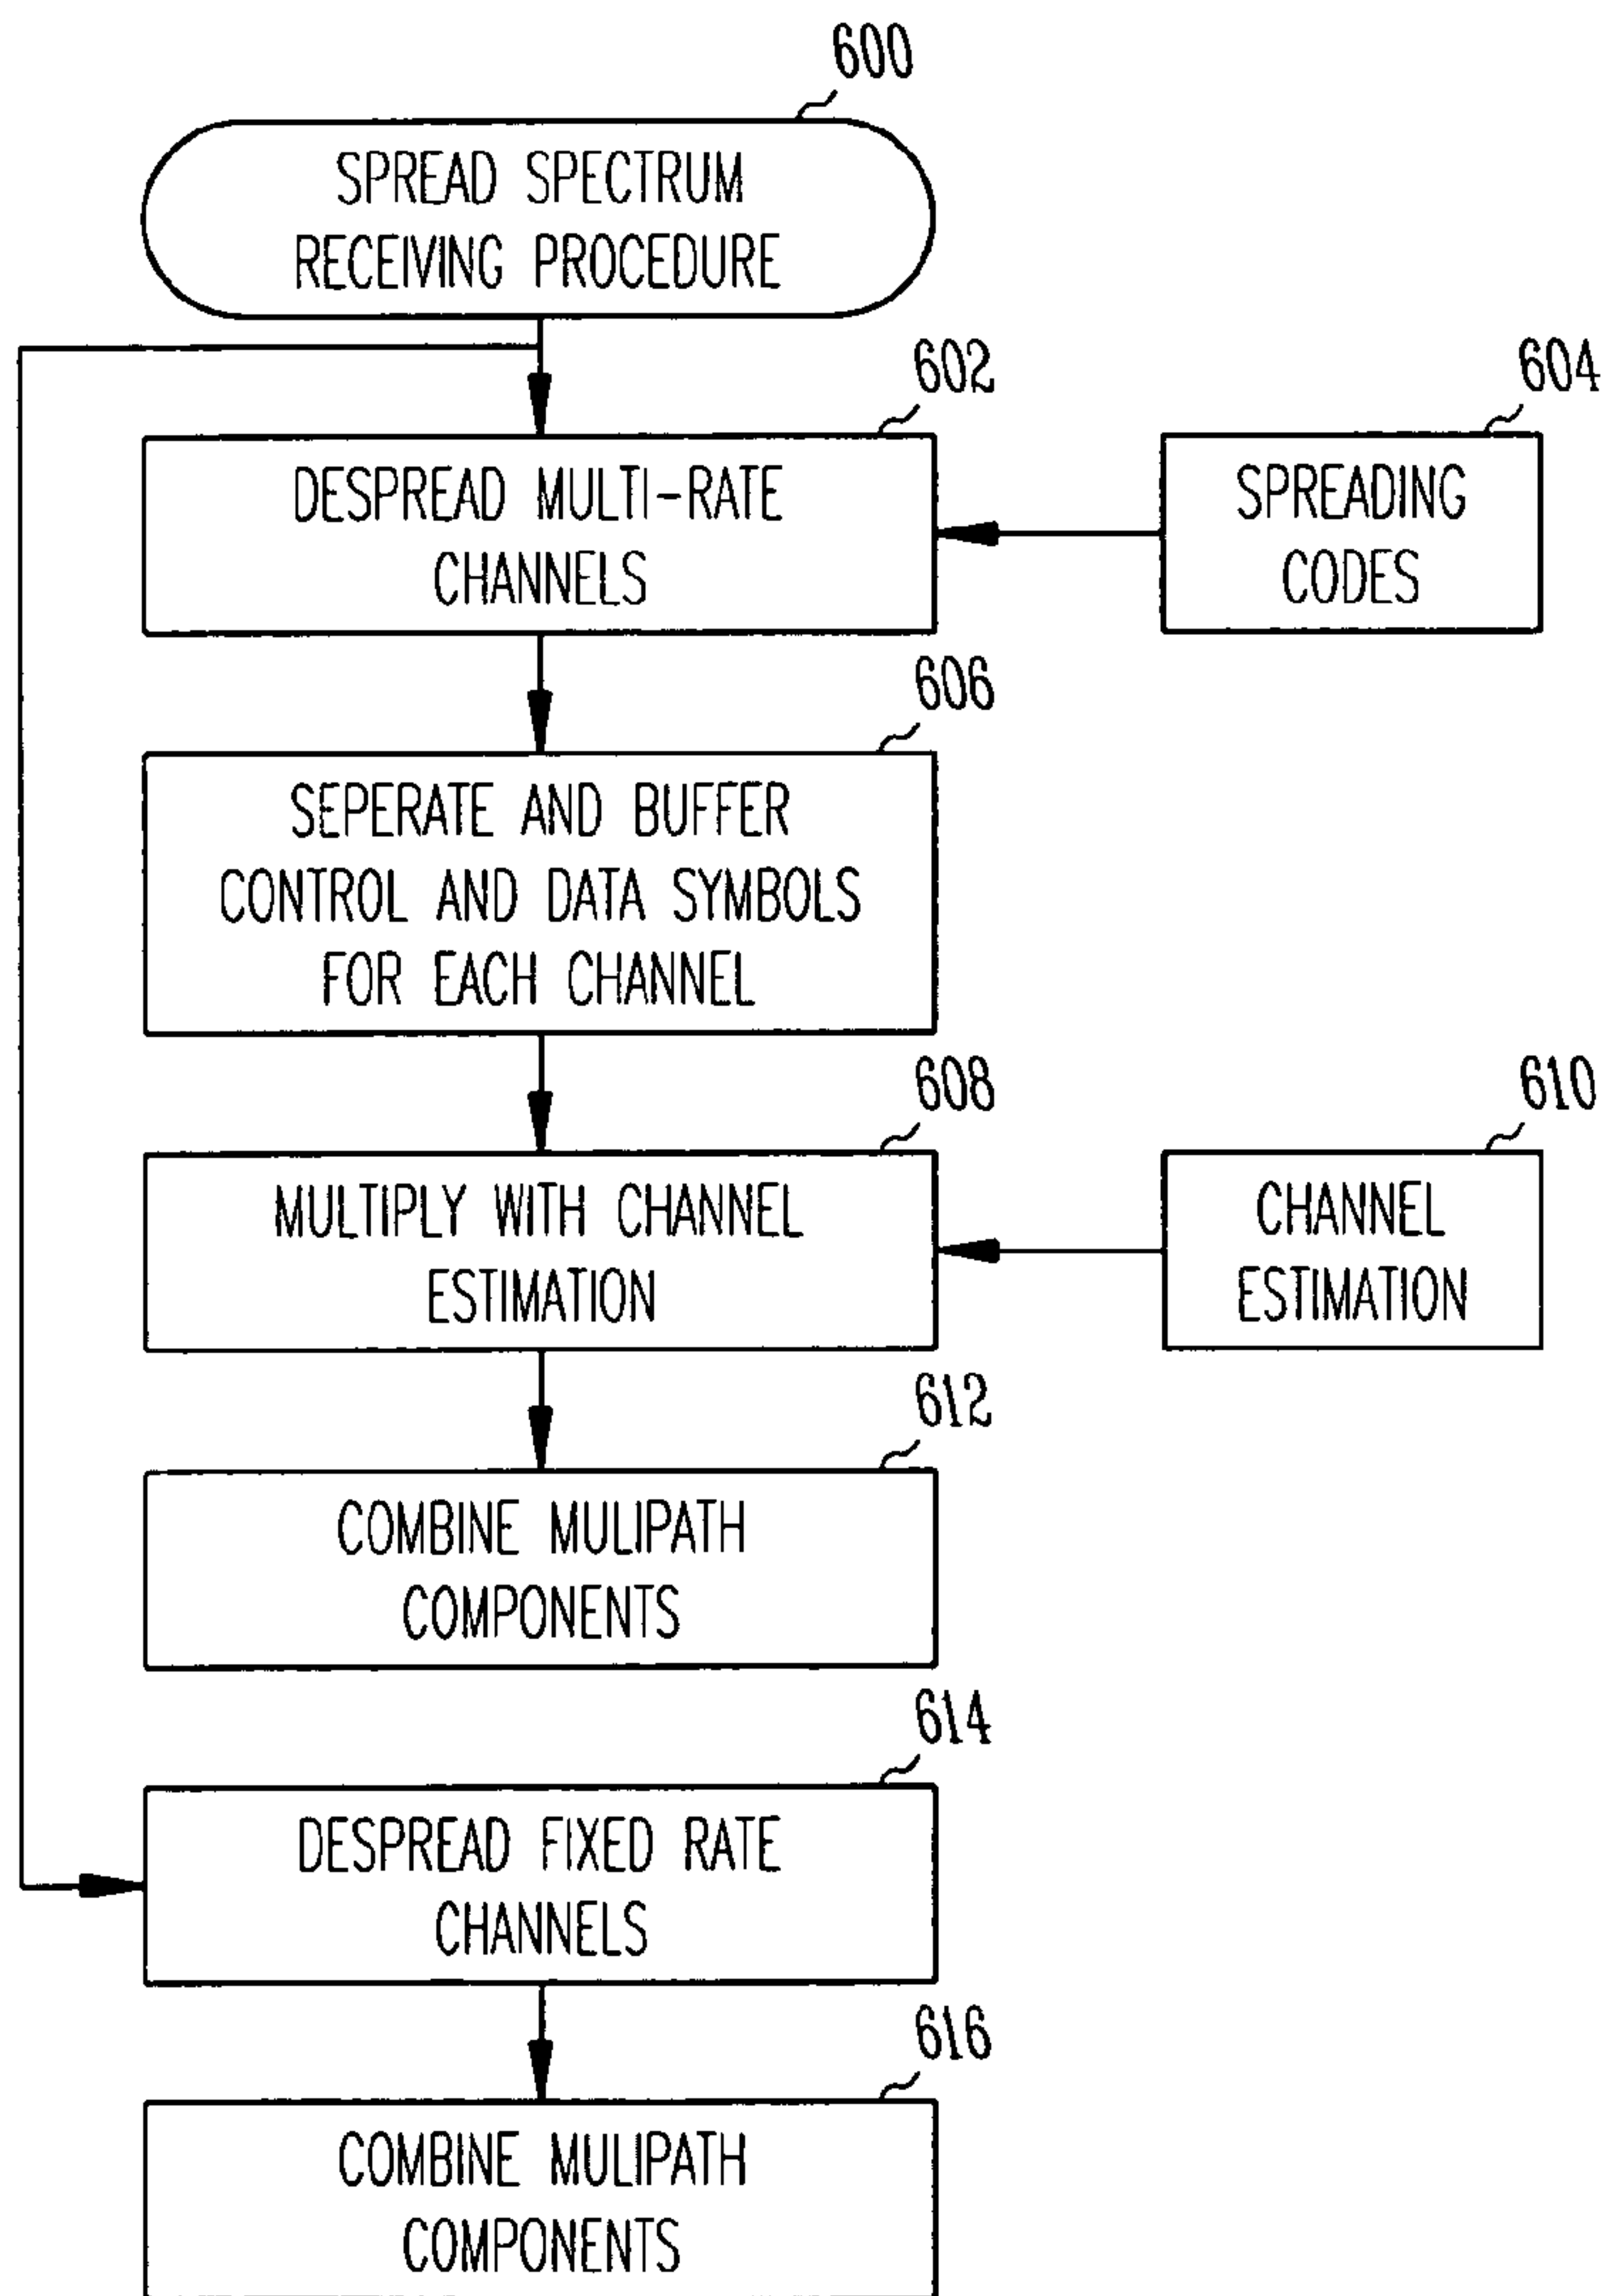 600
SPREAD SPECTRUM
RECEIVING PROCEDURE
602
DESPREAD MULTI-RATE
CHANNELS
604
SPREADING
CODES
606
SEPERATE AND BUFFER
CONTROL AND DATA SYMBOLS
FOR EACH CHANNEL
608
MULTIPLY WITH CHANNEL
ESTIMATION
610
CHANNEL
ESTIMATION
612
COMBINE MULIPATH
COMPONENTS
614
DESPREAD FIXED RATE
CHANNELS
616
COMBINE MULIPATH
COMPONENTS